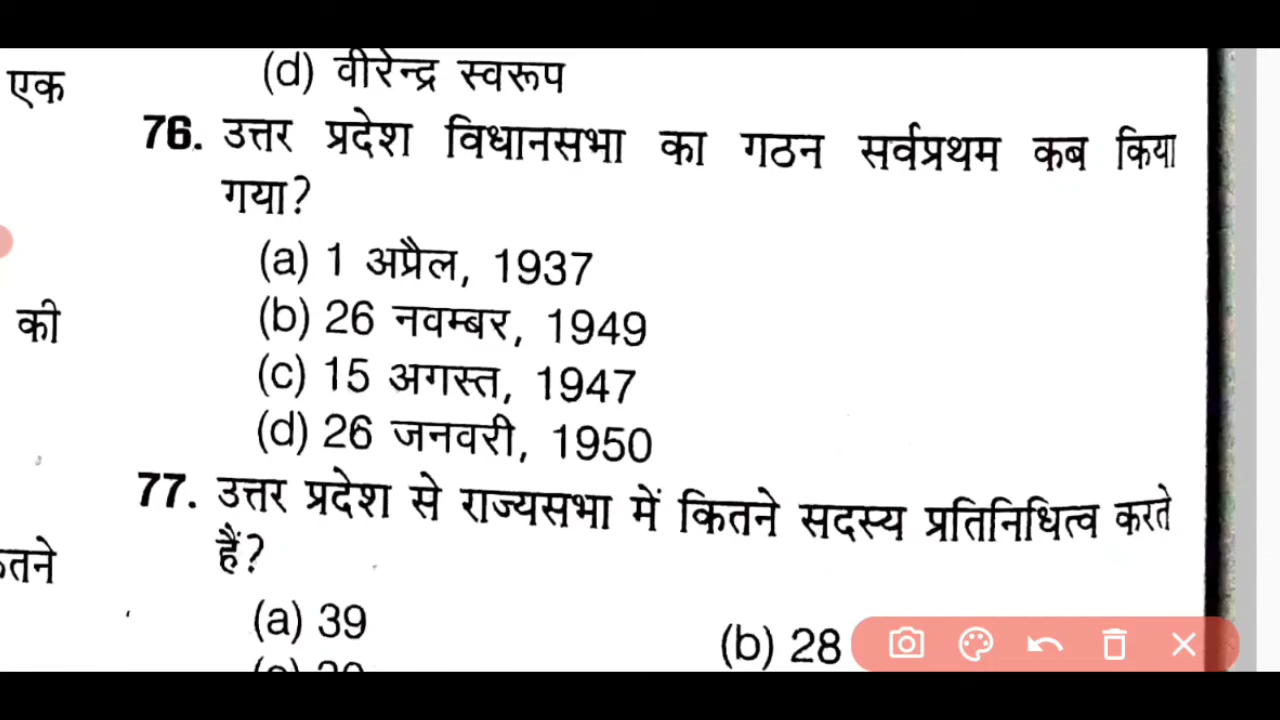 एक
(d) वीरेन्द्र स्वरूप
76. उत्तर प्रदेश विधानसभा का गठन सर्वप्रथम कब किया
गया?
(a) 1 अप्रैल, 1937
की
(b) 26 नवम्बर, 1949
(c) 15 अगस्त, 1947
(d) 26 जनवरी, 1950
77. उत्तर प्रदेश से राज्यसभा में कितने सदस्य प्रतिनिधित्व करते
हैं?
(a) 39
(b) 28